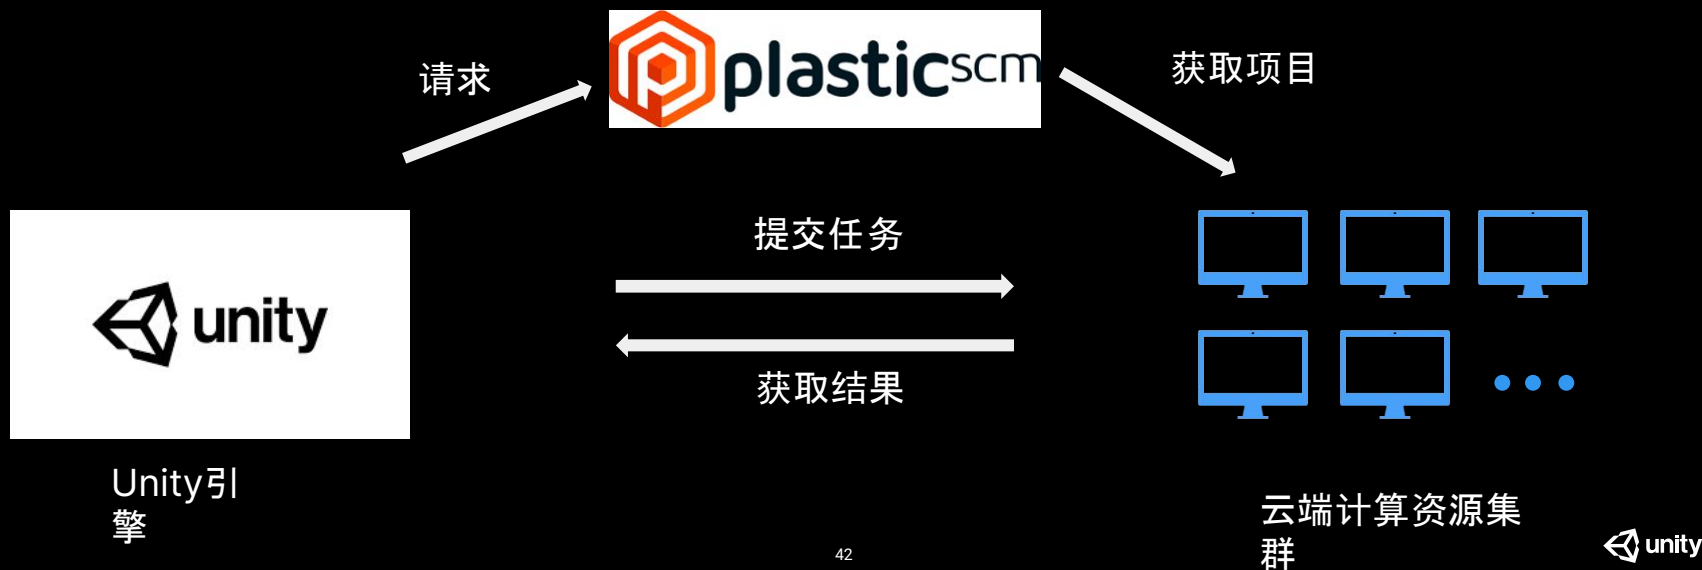 请求
plasticscm
获取项目
提交任务
unity
获取结果
Unity引
擎
云端计算资源集
群
42
unity